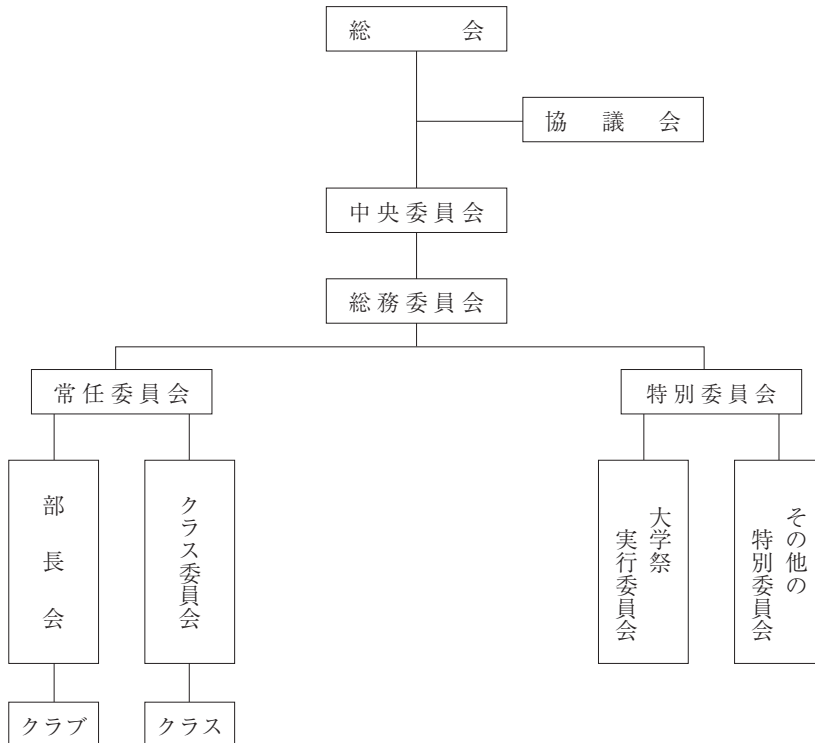 総会
協議会
中央委員会
総務委員会
常任委員会
特別委員会
部長会
クラス委員会
大学祭
実行委員会
その他の
特別委員会
クラブ
クラス